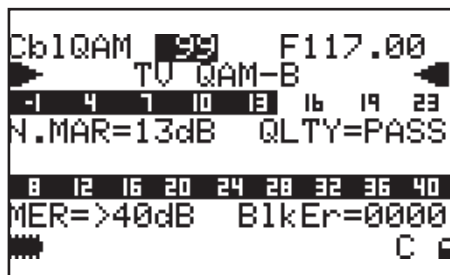 CblQAM 99 F117.00
TV QAM-B
-1 4 7 10 13 16 19 23
N.MAR=13dB QLTY=PASS
8 12 16 20 24 28 32 36 40
MER=>40dB BlkEr=0000
C